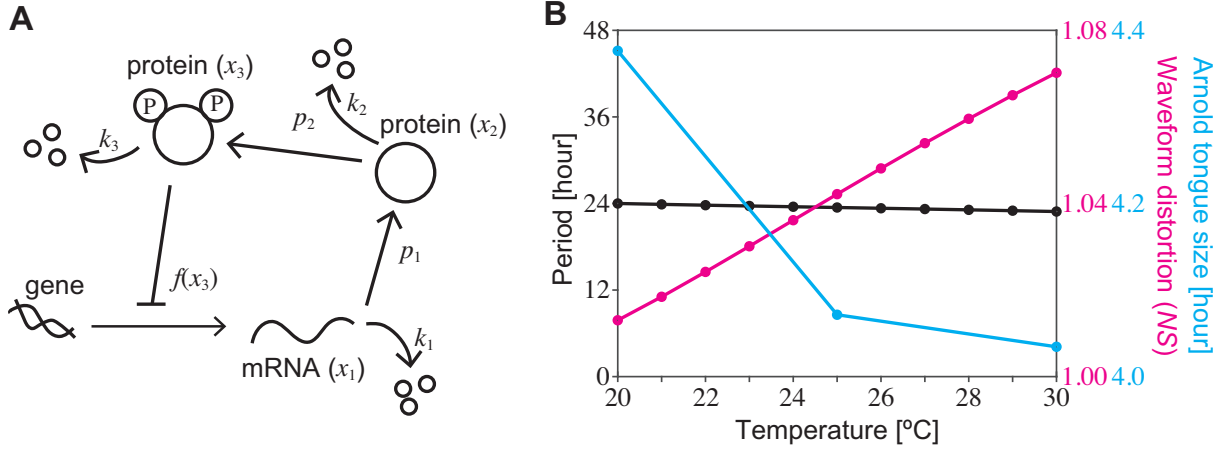 A
protein (x3)
P P
k3
k2
p2
protein (x2)
p1
f(x3)
gene
mRNA (x1)
k1
B
48
36
24
12
0
Period [hour]
20 22 24 26 28 30
Temperature [ºC]
1.08 4.4
1.04 4.2
1.00 4.0
Waveform distortion (NS)
Arnold tongue size [hour]